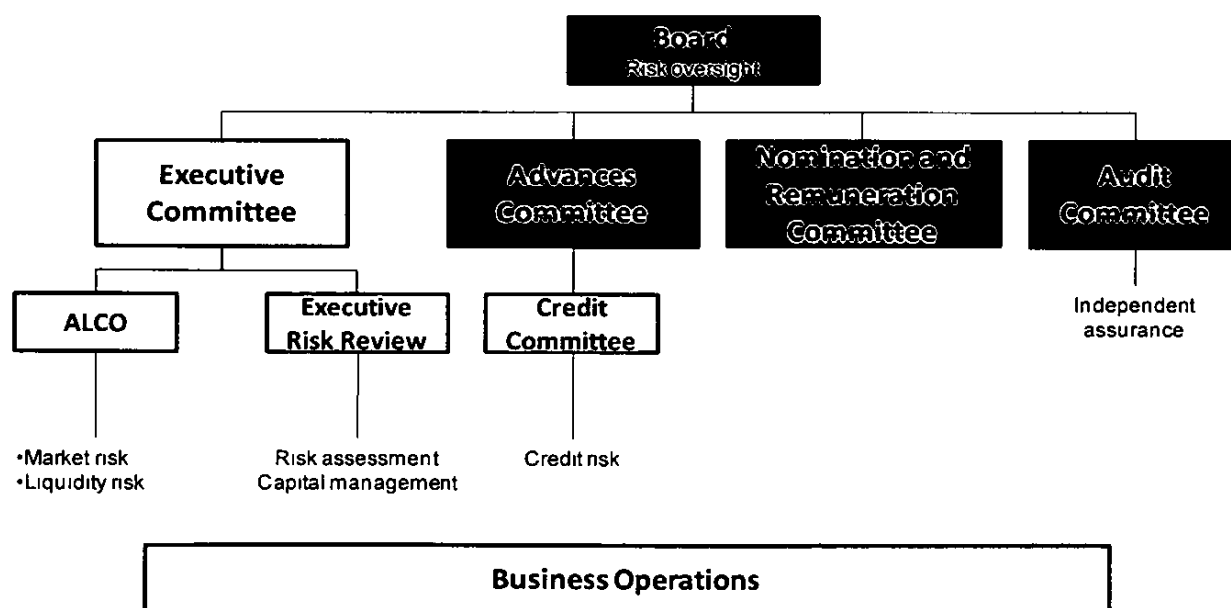 Board
Risk oversight
Executive
Committee
Advances
Committee
Nomination and
Remuneration
Committee
Audit
Committee
ALCO
Executive
Risk Review
Credit
Committee
Independent
assurance
•Market risk
•Liquidity risk
Risk assessment
Capital management
Credit risk
Business Operations